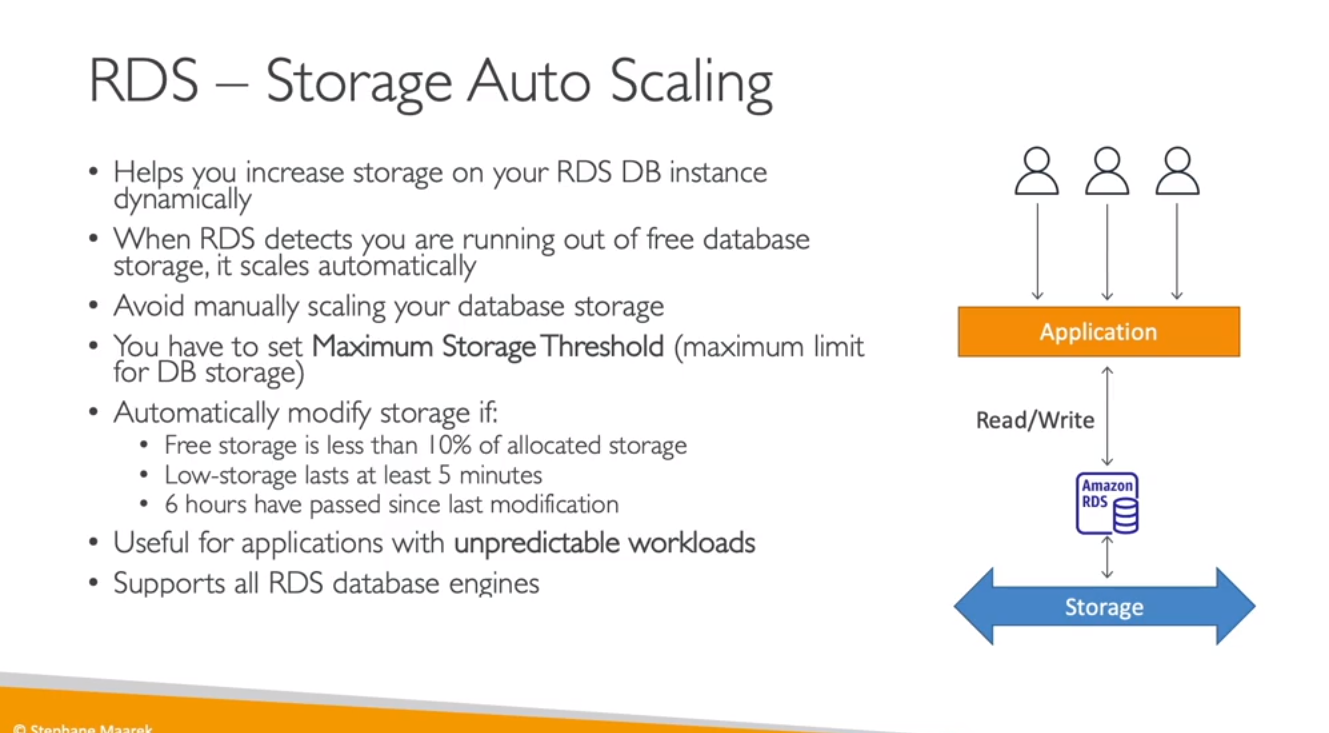 RDS – Storage Auto Scaling
• Helps you increase storage on your RDS DB instance
dynamically
• When RDS detects you are running out of free database
storage, it scales automatically
• Avoid manually scaling your database storage
• You have to set Maximum Storage Threshold (maximum limit
for DB storage)
• Automatically modify storage if:
• Free storage is less than 10% of allocated storage
• Low-storage lasts at least 5 minutes
• 6 hours have passed since last modification
• Useful for applications with unpredictable workloads
• Supports all RDS database engines
Application
Read/Write
Amazon
RDS
Storage
© Stephane Maarek